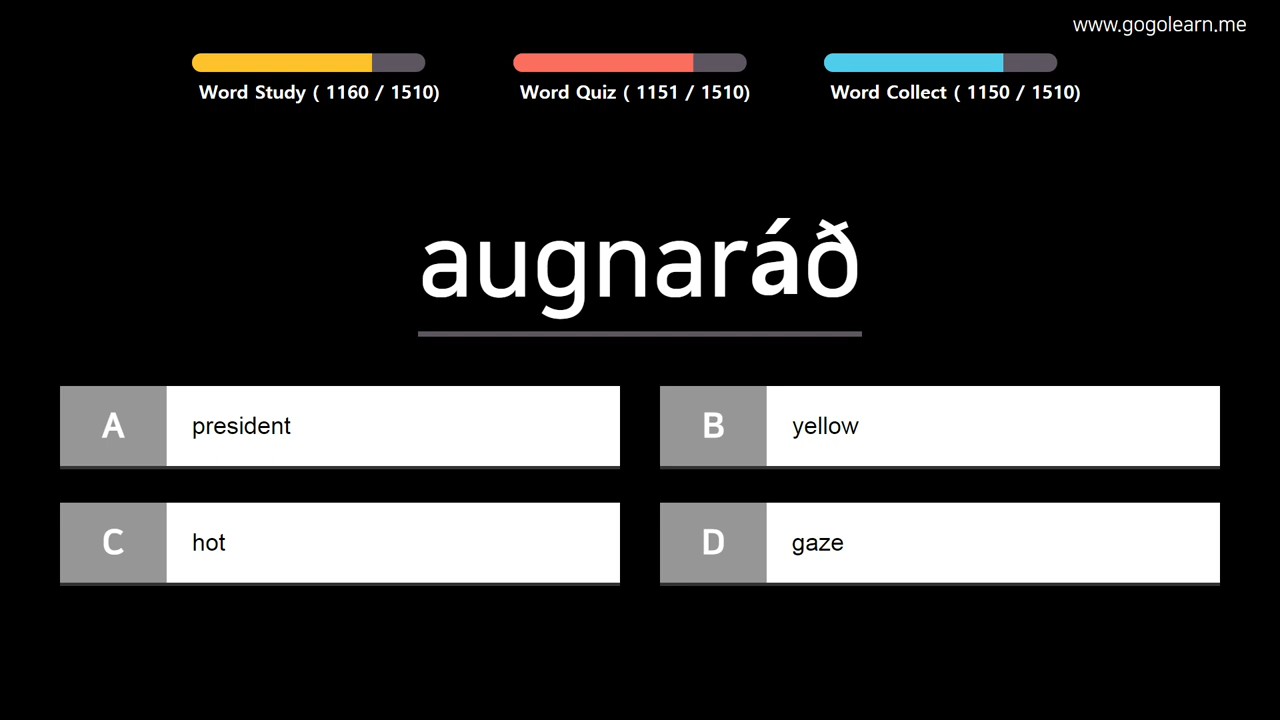 www.gogolearn.me
Word Study ( 1160 / 1510)
Word Quiz ( 1151 / 1510)
Word Collect ( 1150 / 1510)
augnaráð
A president
B yellow
C hot
D gaze